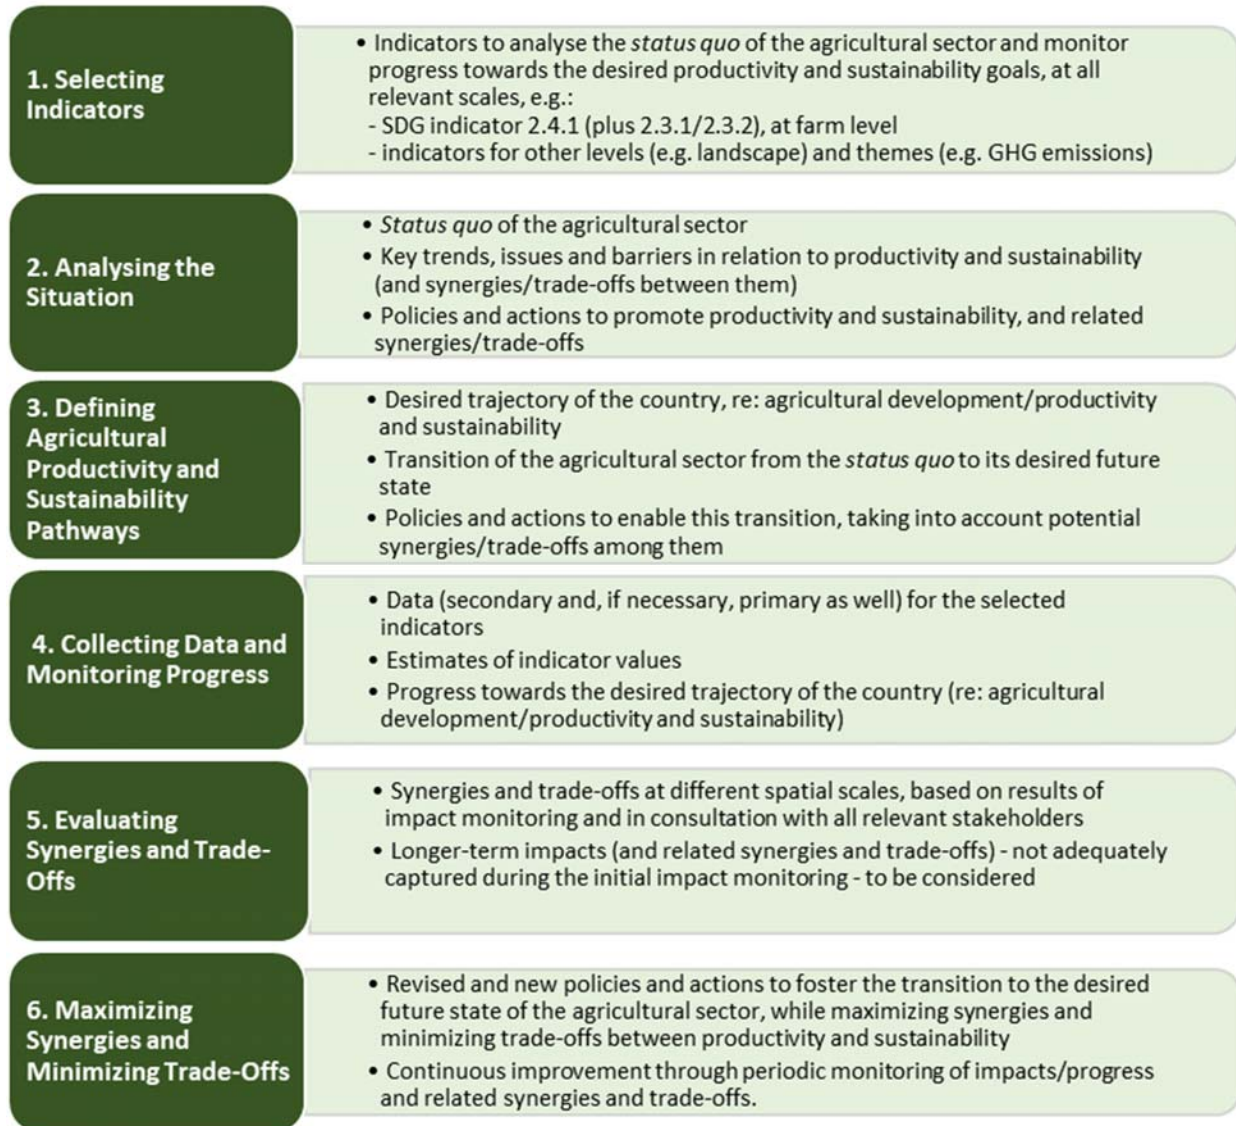 1. Selecting
Indicators
• Indicators to analyse the status quo of the agricultural sector and monitor
progress towards the desired productivity and sustainability goals, at all
relevant scales, e.g.:
- SDG indicator 2.4.1 (plus 2.3.1/2.3.2), at farm level
- indicators for other levels (e.g. landscape) and themes (e.g. GHG emissions)
2. Analysing the
Situation
• Status quo of the agricultural sector
• Key trends, issues and barriers in relation to productivity and sustainability
(and synergies/trade-offs between them)
• Policies and actions to promote productivity and sustainability, and related
synergies/trade-offs
3. Defining
Agricultural
Productivity and
Sustainability
Pathways
• Desired trajectory of the country, re: agricultural development/productivity
and sustainability
• Transition of the agricultural sector from the status quo to its desired future
state
• Policies and actions to enable this transition, taking into account potential
synergies/trade-offs among them
4. Collecting Data and
Monitoring Progress
• Data (secondary and, if necessary, primary as well) for the selected
indicators
• Estimates of indicator values
• Progress towards the desired trajectory of the country (re: agricultural
development/productivity and sustainability)
5. Evaluating
Synergies and Trade-
Offs
• Synergies and trade-offs at different spatial scales, based on results of
impact monitoring and in consultation with all relevant stakeholders
• Longer-term impacts (and related synergies and trade-offs) - not adequately
captured during the initial impact monitoring - to be considered
6. Maximizing
Synergies and
Minimizing Trade-Offs
• Revised and new policies and actions to foster the transition to the desired
future state of the agricultural sector, while maximizing synergies and
minimizing trade-offs between productivity and sustainability
• Continuous improvement through periodic monitoring of impacts/progress
and related synergies and trade-offs.